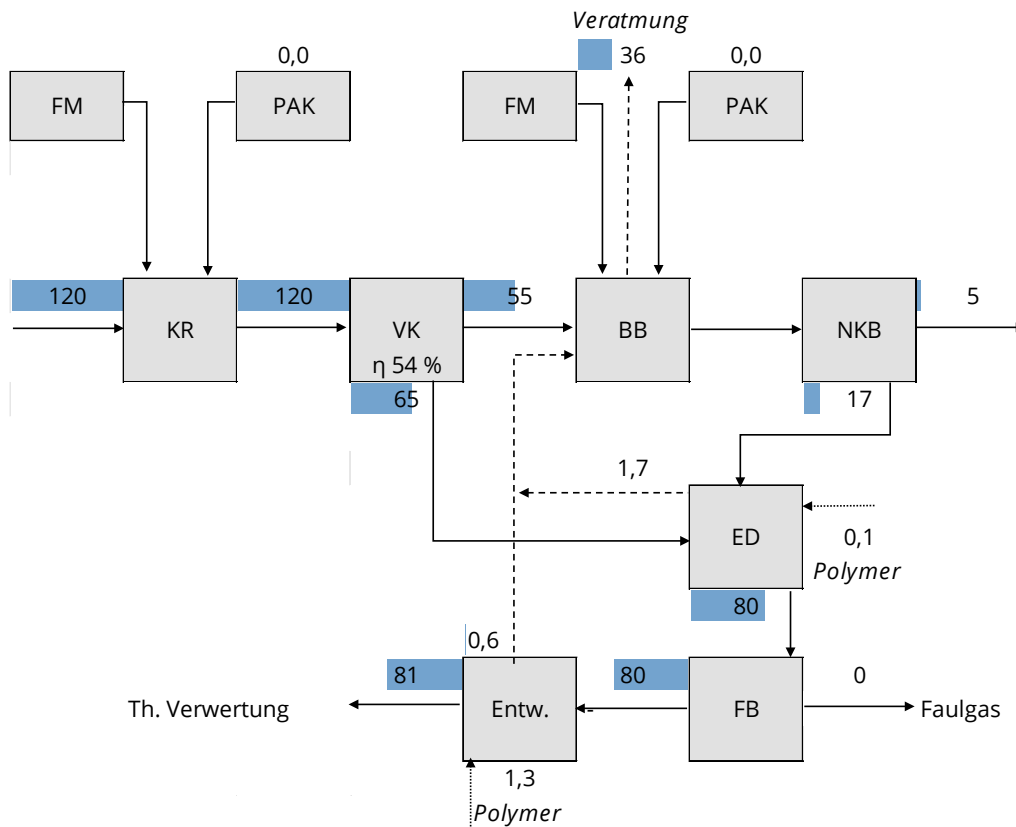 Veratmung
0,0
36
0,0
FM
PAK
FM
PAK
120
120
55
5
KR
VK
BB
NKB
η 54 %
65
17
1,7
ED
0,1
Polymer
80
0,6
81
80
0
Th. Verwertung
Entw.
FB
Faulgas
1,3
Polymer